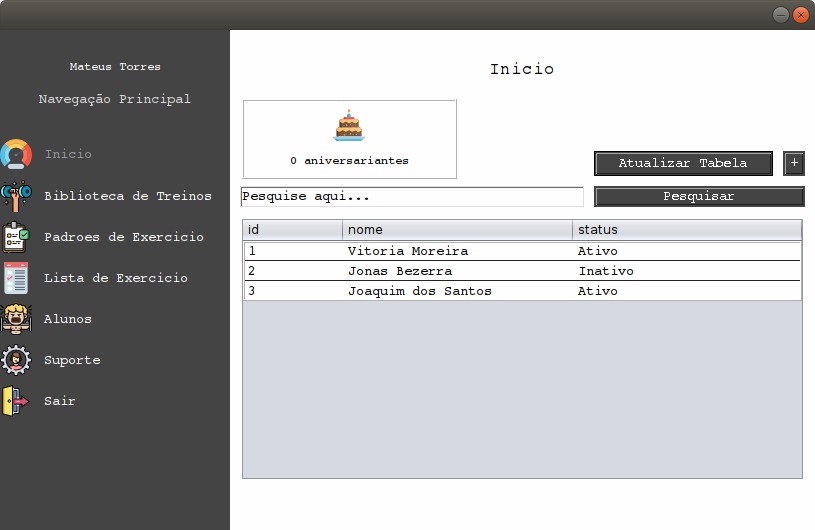 Mateus Torres
Navegação Principal
Inicio
Biblioteca de Treinos
Padroes de Exercicio
Lista de Exercicio
Alunos
Suporte
Sair
Inicio
0 aniversariantes
Atualizar Tabela +
Pesquise aqui... Pesquisar
id nome status
1 Vitoria Moreira Ativo
2 Jonas Bezerra Inativo
3 Joaquim dos Santos Ativo